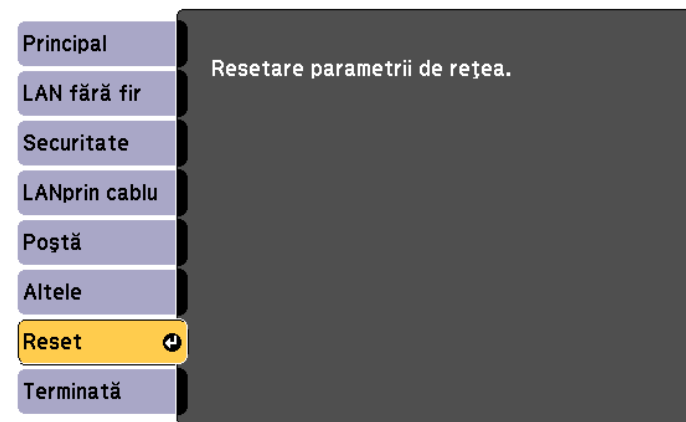 Principal
LAN fără fir
Securitate
LANprin cablu
Poştă
Altele
Reset
Terminată
Resetare parametrii de reţea.